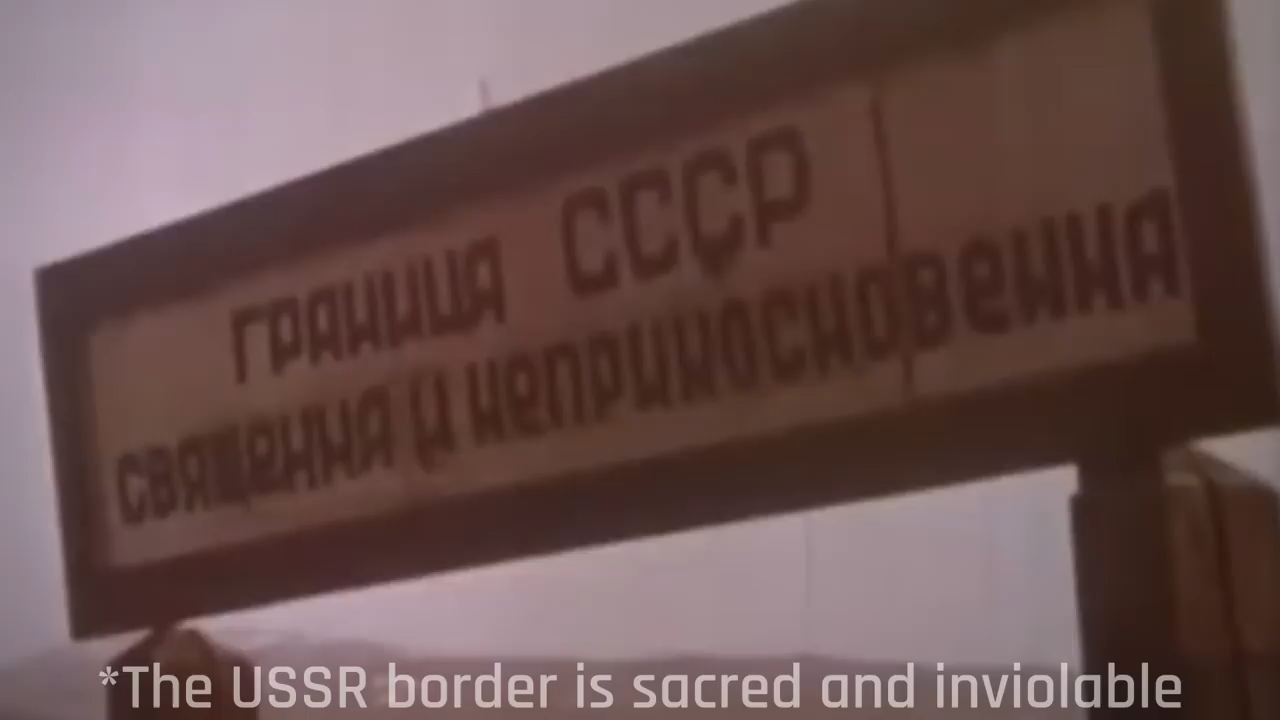 граница СССР
священна и неприкосновенна
*The USSR border is sacred and inviolable